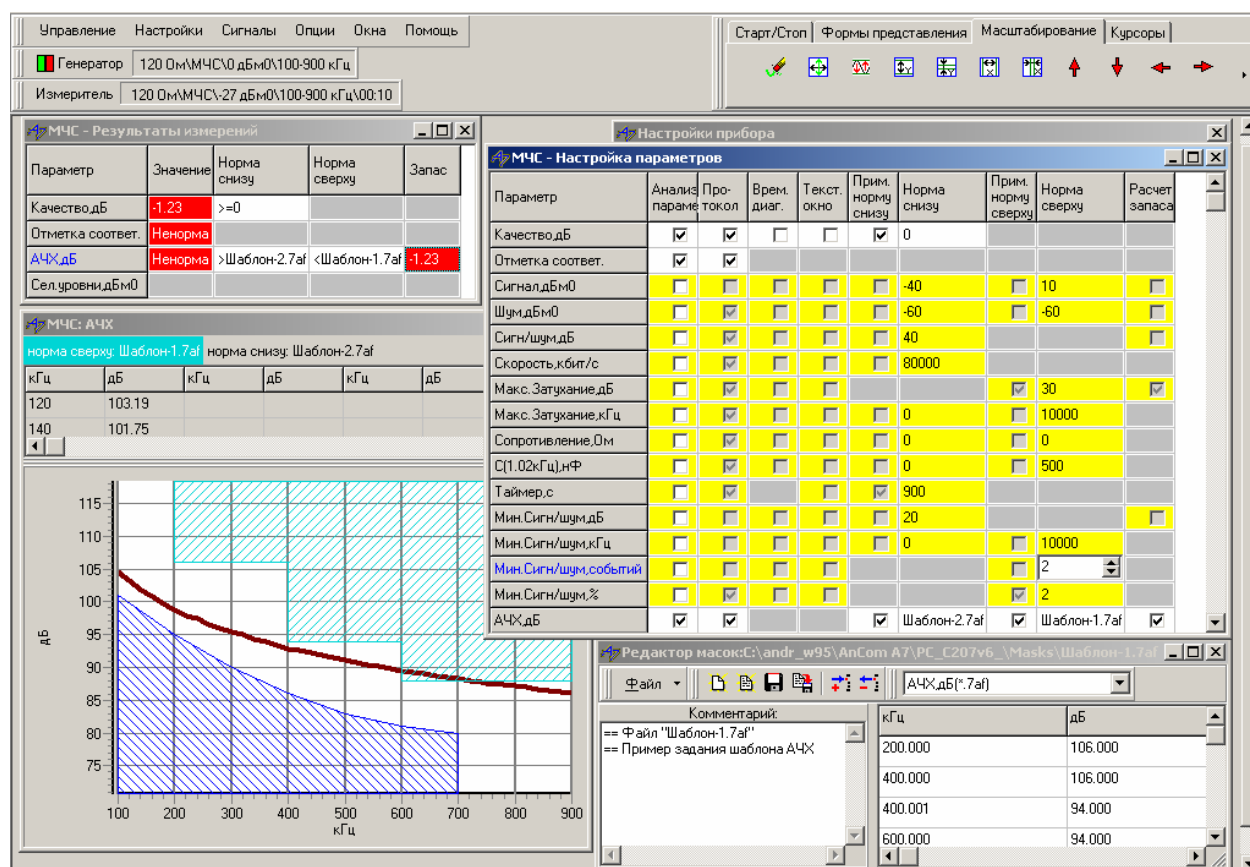 Управление Настройки Сигналы Опции Окна Помощь
Генератор 120 Ом\МЧС\0 дБм0\100-900 кГц
Измеритель 120 Ом\МЧС\-27 дБм0\100-900 кГц\00:10
Старт/Стоп Формы представления Масштабирование Курсоры
МЧС - Результаты измерений
Параметр Значение Норма снизу Норма сверху Запас
Качество,дБ -1.23 >=0
Отметка соответ. Ненорма
АЧХ,дБ Ненорма >Шаблон-2.7af <Шаблон-1.7af -1.23
Сел.уровни,дБм0
МЧС: АЧХ
норма сверху: Шаблон-1.7af норма снизу: Шаблон-2.7af
кГц дБ кГц дБ кГц дБ
120 103.19
140 101.75
115
110
105
100
95
90
85
80
75
дБ
100 200 300 400 500 600 700 800 900
кГц
Настройки прибора
МЧС - Настройка параметров
Параметр Анализ параме Про-токол Врем. диаг. Текст. окно Прим. норму снизу Норма снизу Прим. норму сверху Норма сверху Расчет запаса
Качество,дБ 0
Отметка соответ.
Сигнал,дБм0 -40 10
Шум,дБм0 -60 -60
Сигн/шум,дБ 40
Скорость,кбит/с 80000
Макс.Затухание,дБ 30
Макс.Затухание,кГц 0 10000
Сопротивление,Ом 0 0
С(1.02кГц),нФ 0 500
Таймер,с 900
Мин.Сигн/шум,дБ 20
Мин.Сигн/шум,кГц 0 10000
Мин.Сигн/шум,событий 2
Мин.Сигн/шум,% 2
АЧХ,дБ Шаблон-2.7af Шаблон-1.7af
Редактор масок:C:\andr_w95\AnCom A7\PC_C207v6_\Masks\Шаблон-1.7af
Файл АЧХ,дБ(*.7af)
Комментарий:
== Файл "Шаблон-1.7af"
== Пример задания шаблона АЧХ
кГц дБ
200.000 106.000
400.000 106.000
400.001 94.000
600.000 94.000